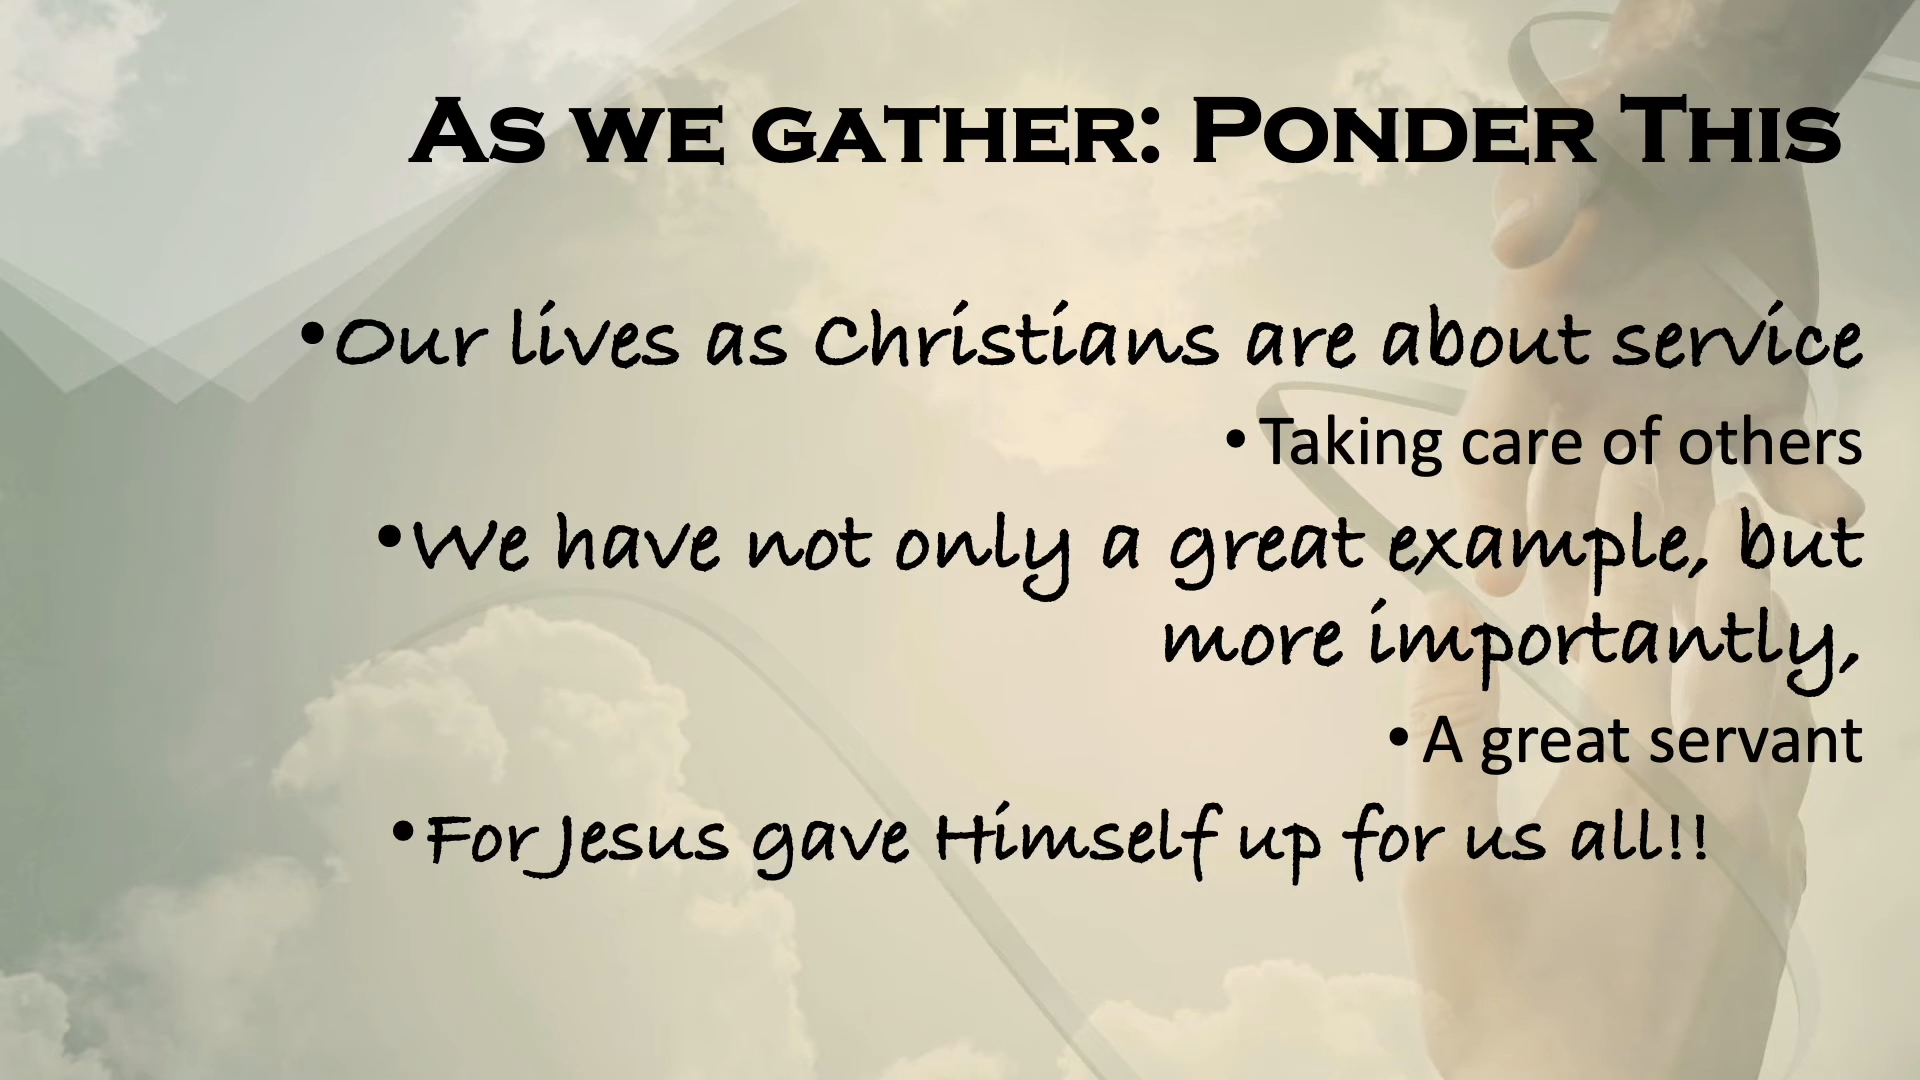 As we gather: Ponder This
•Our lives as Christians are about service
• Taking care of others
•We have not only a great example, but
more importantly,
• A great servant
•For Jesus gave Himself up for us all!!